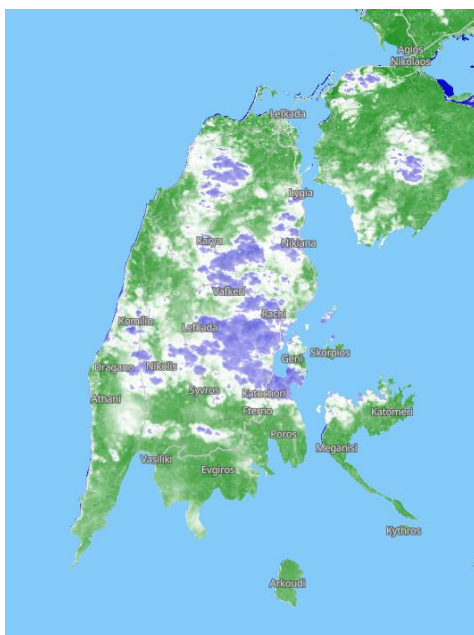 Agios
Nikolaos
Lefkada
Lygia
Karya
Nikiana
Vafkeri
Rachi
Komilio
Lefkada
Skorpios
Geni
Dragano
Nikolis
Syvros
Katochori
Athani
Fterno
Katomeri
Poros
Meganisi
Vasiliki
Evgiros
Kythros
Arkoudi